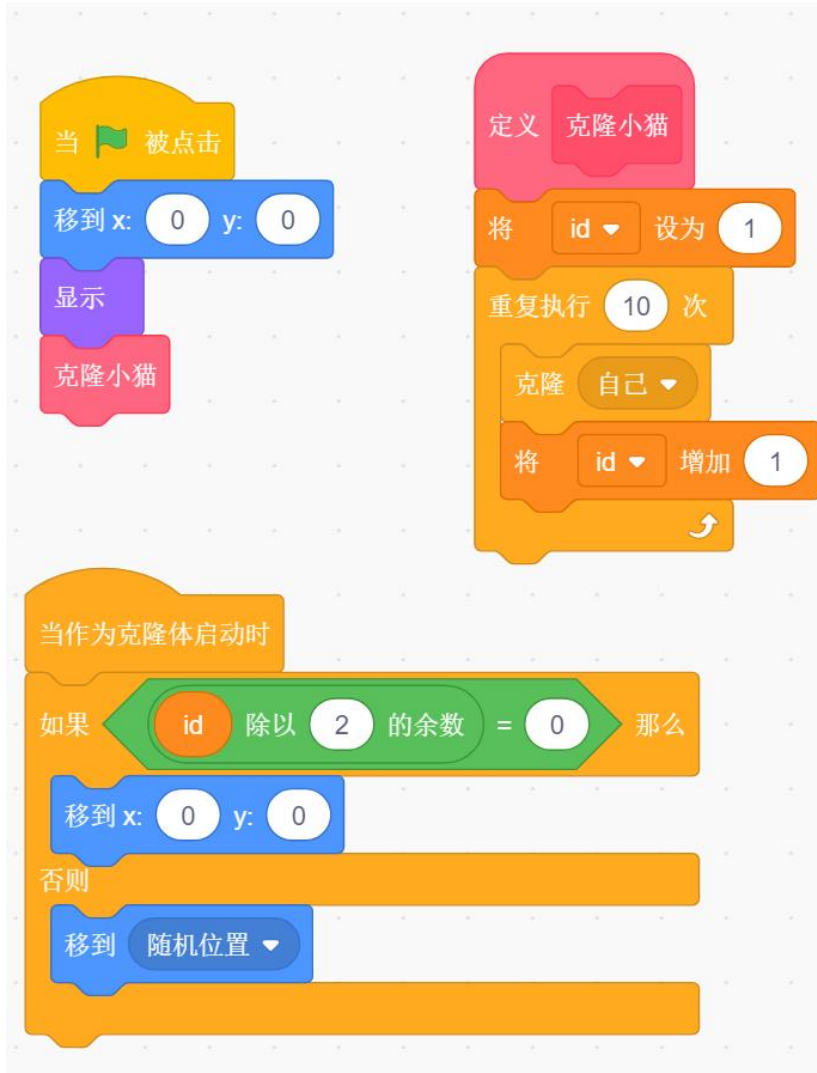 当 被点击
移到 x: 0 y: 0
显示
克隆小猫
定义 克隆小猫
将 id 设为 1
重复执行 10 次
克隆 自己
将 id 增加 1
当作为克隆体启动时
如果 id 除以 2 的余数 = 0 那么
移到 x: 0 y: 0
否则
移到 随机位置